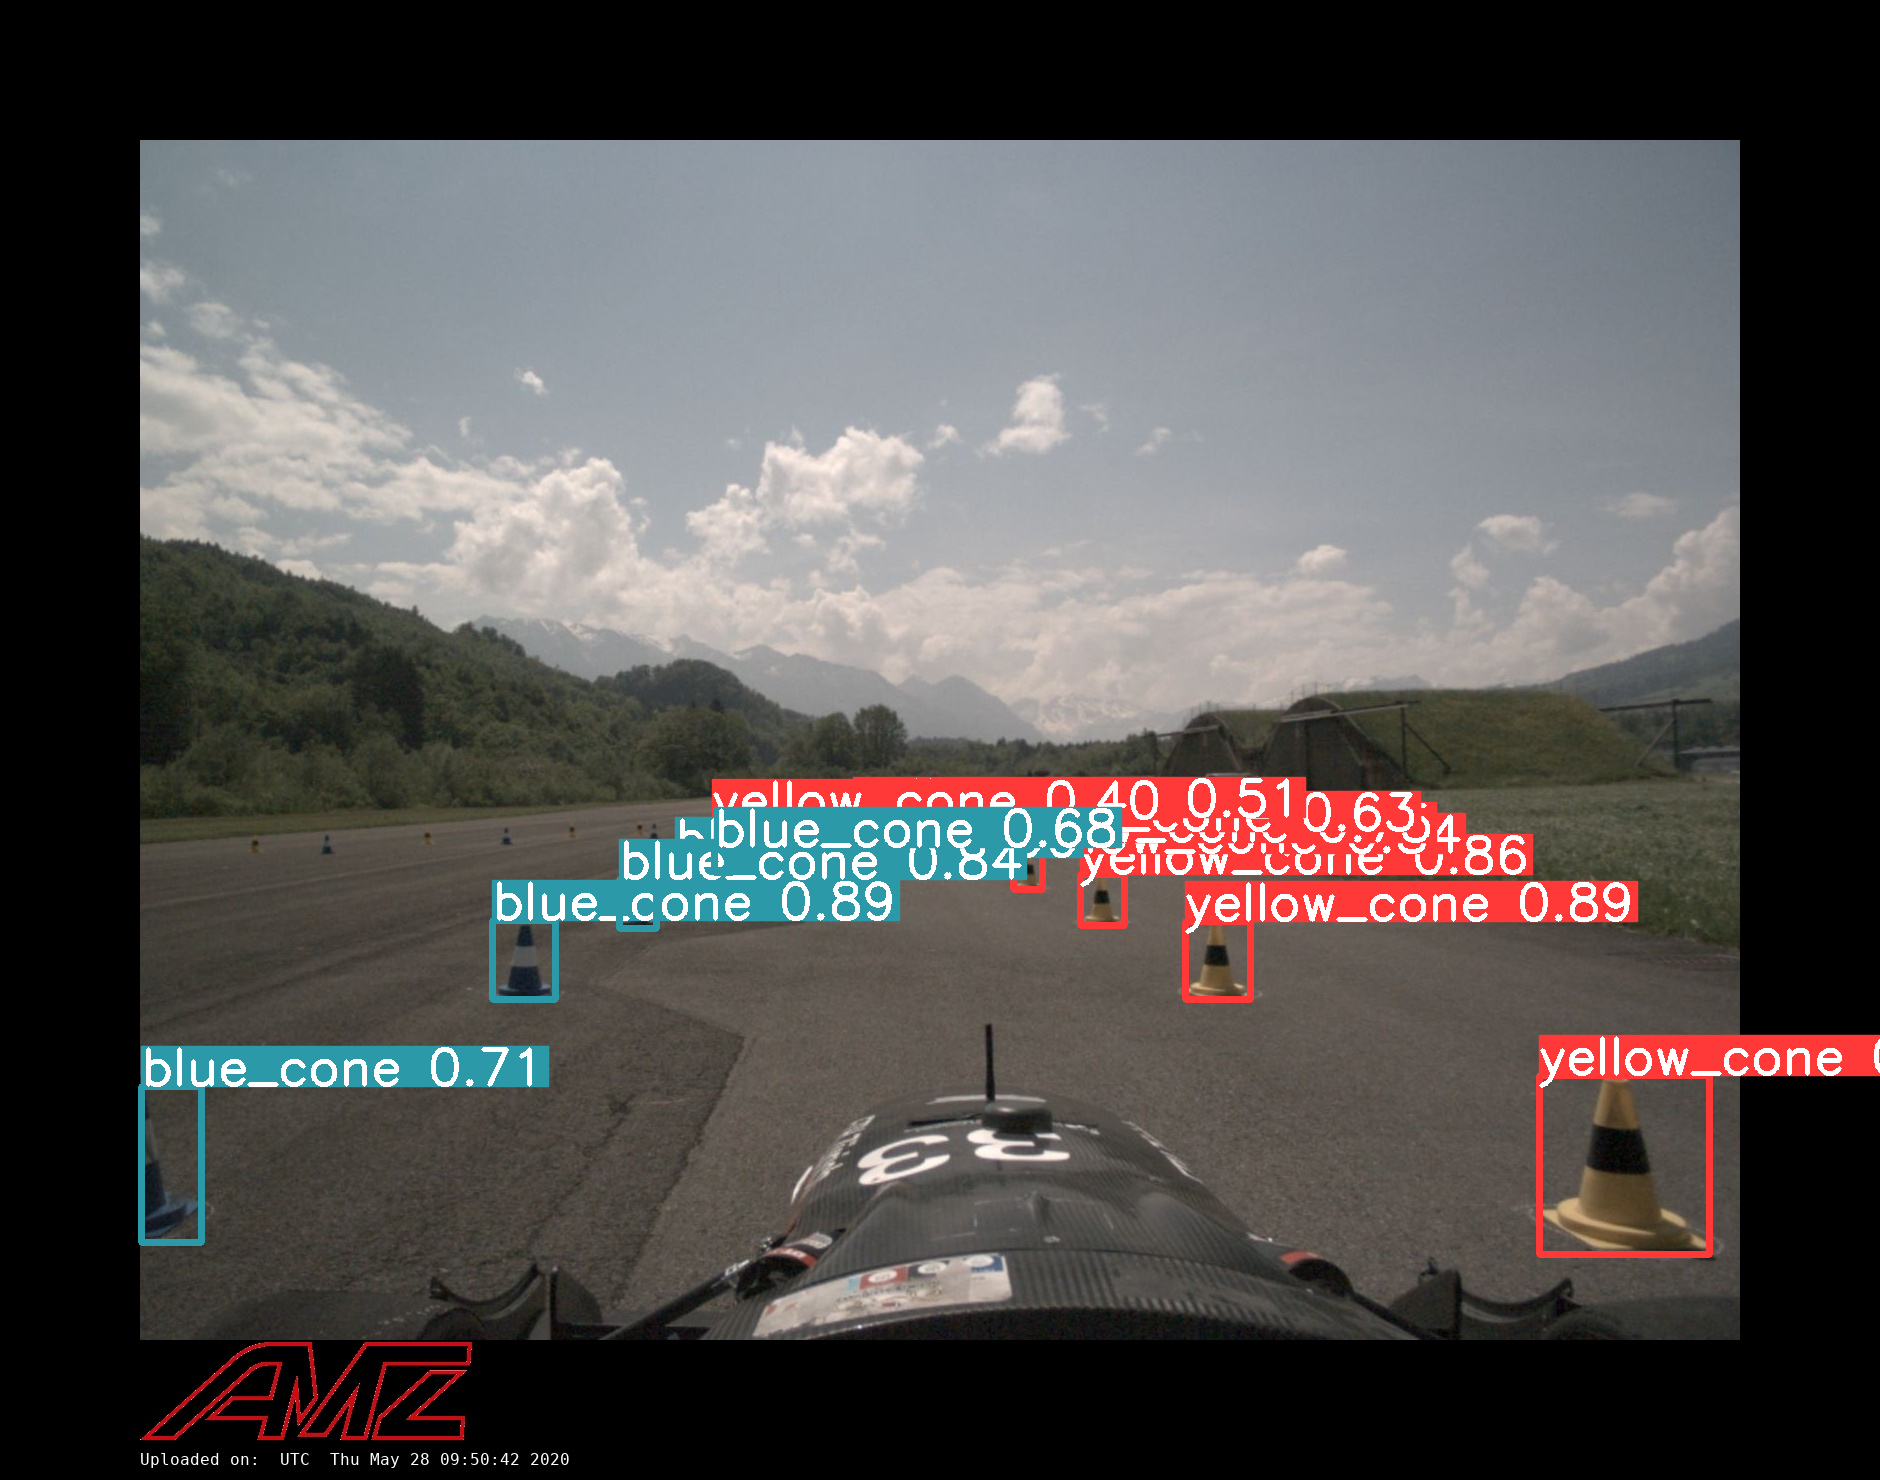 yellow_cone 0.40 0.51
0.63
blue_cone 0.68
blue_cone 0.84
yellow_cone 0.86
blue_cone 0.89
yellow_cone 0.89
yellow_cone
blue_cone 0.71
33
AMZ
Uploaded on: UTC Thu May 28 09:50:42 2020